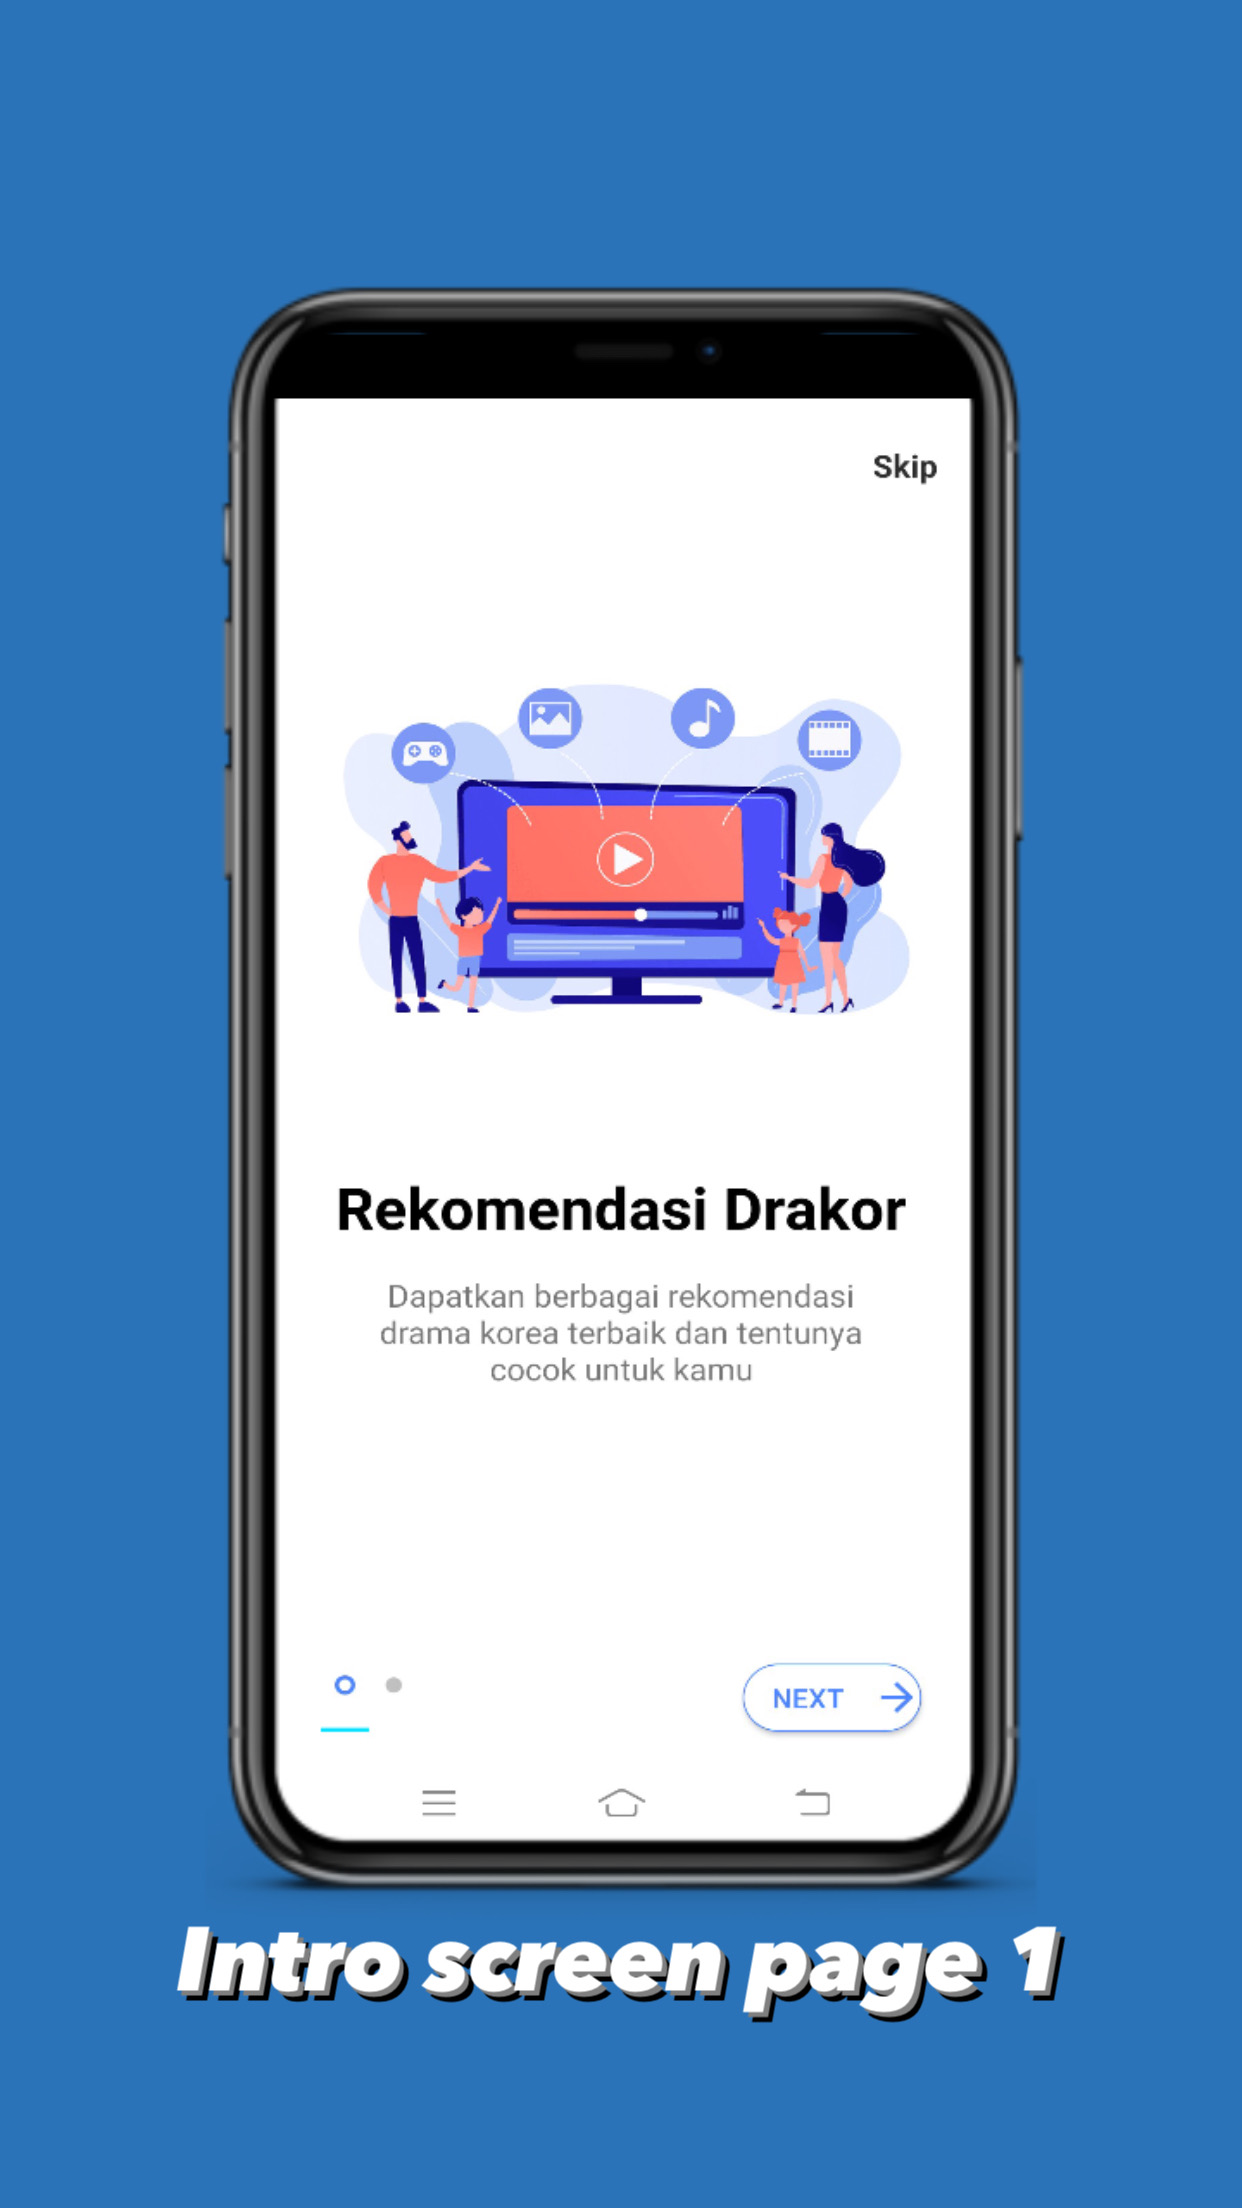 Skip
Rekomendasi Drakor
Dapatkan berbagai rekomendasi
drama korea terbaik dan tentunya
cocok untuk kamu
NEXT
Intro screen page 1